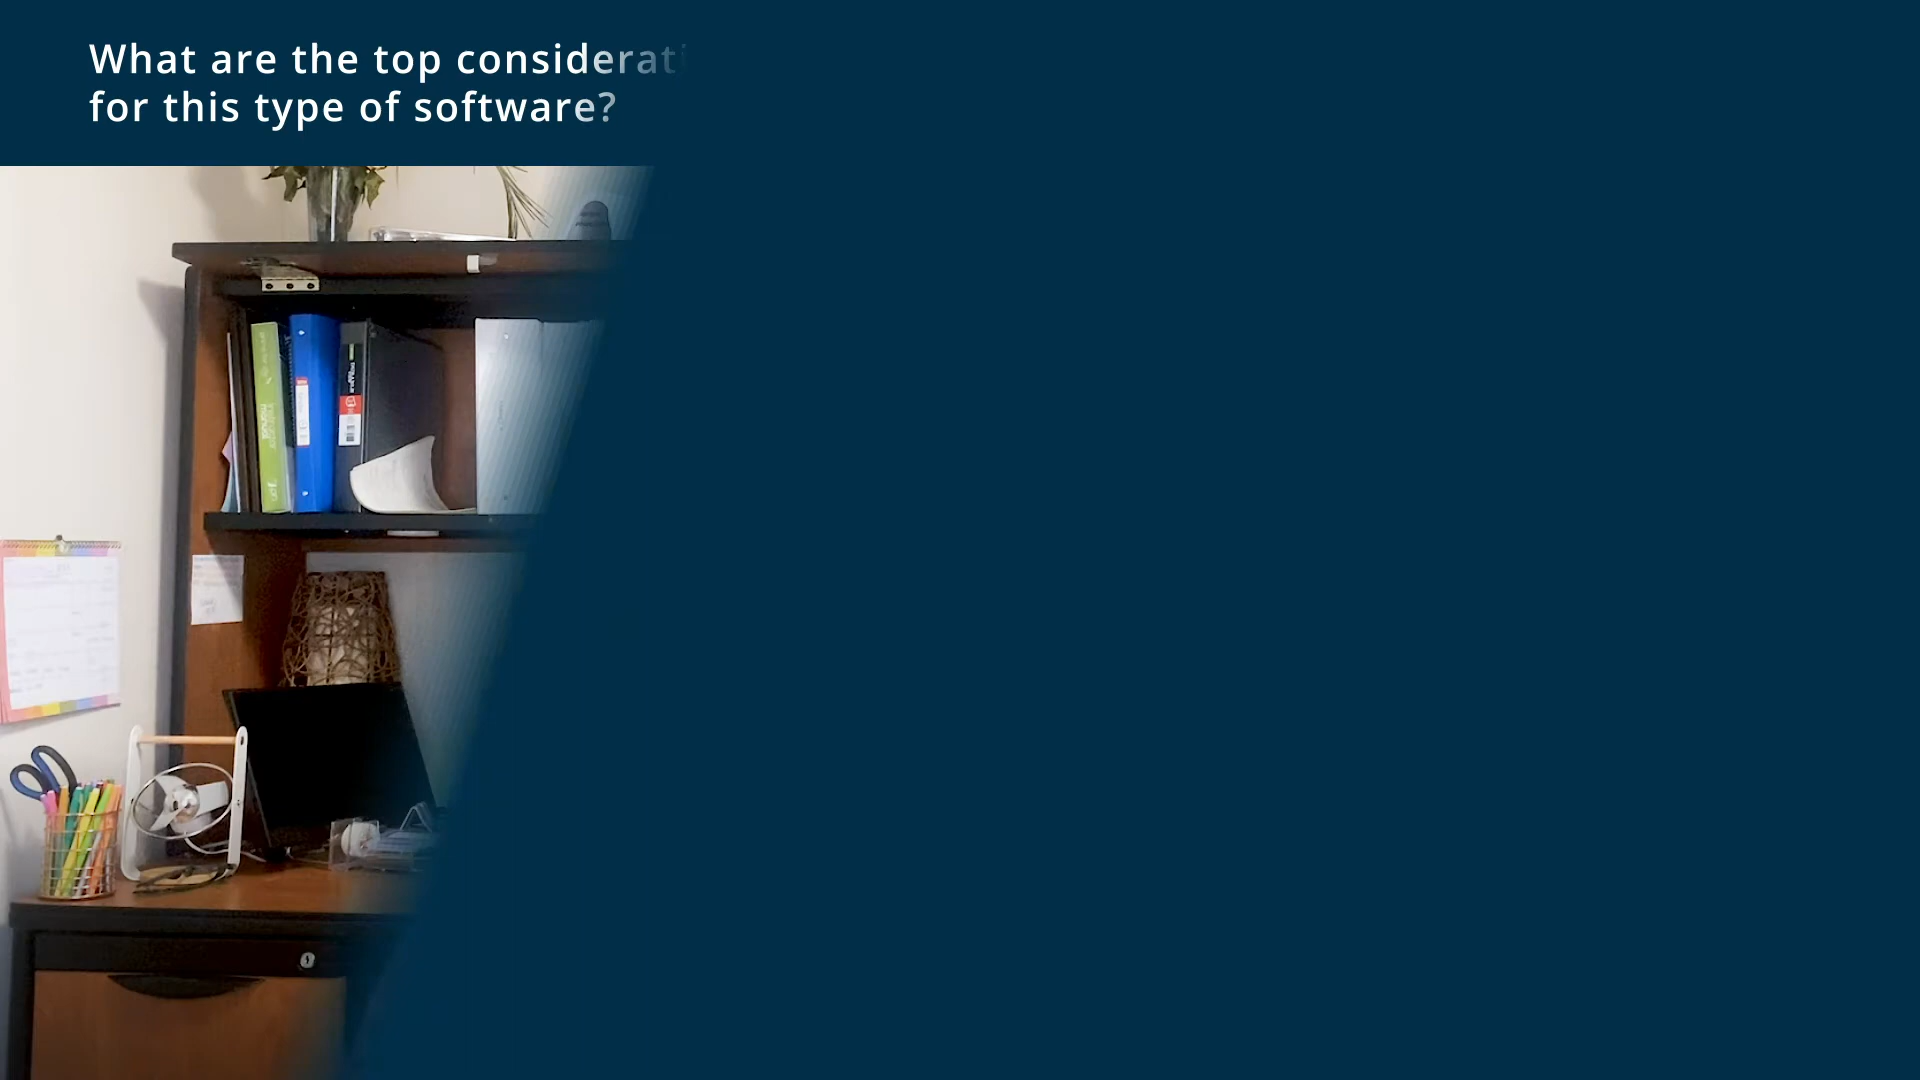 What are the top considerat
for this type of software?